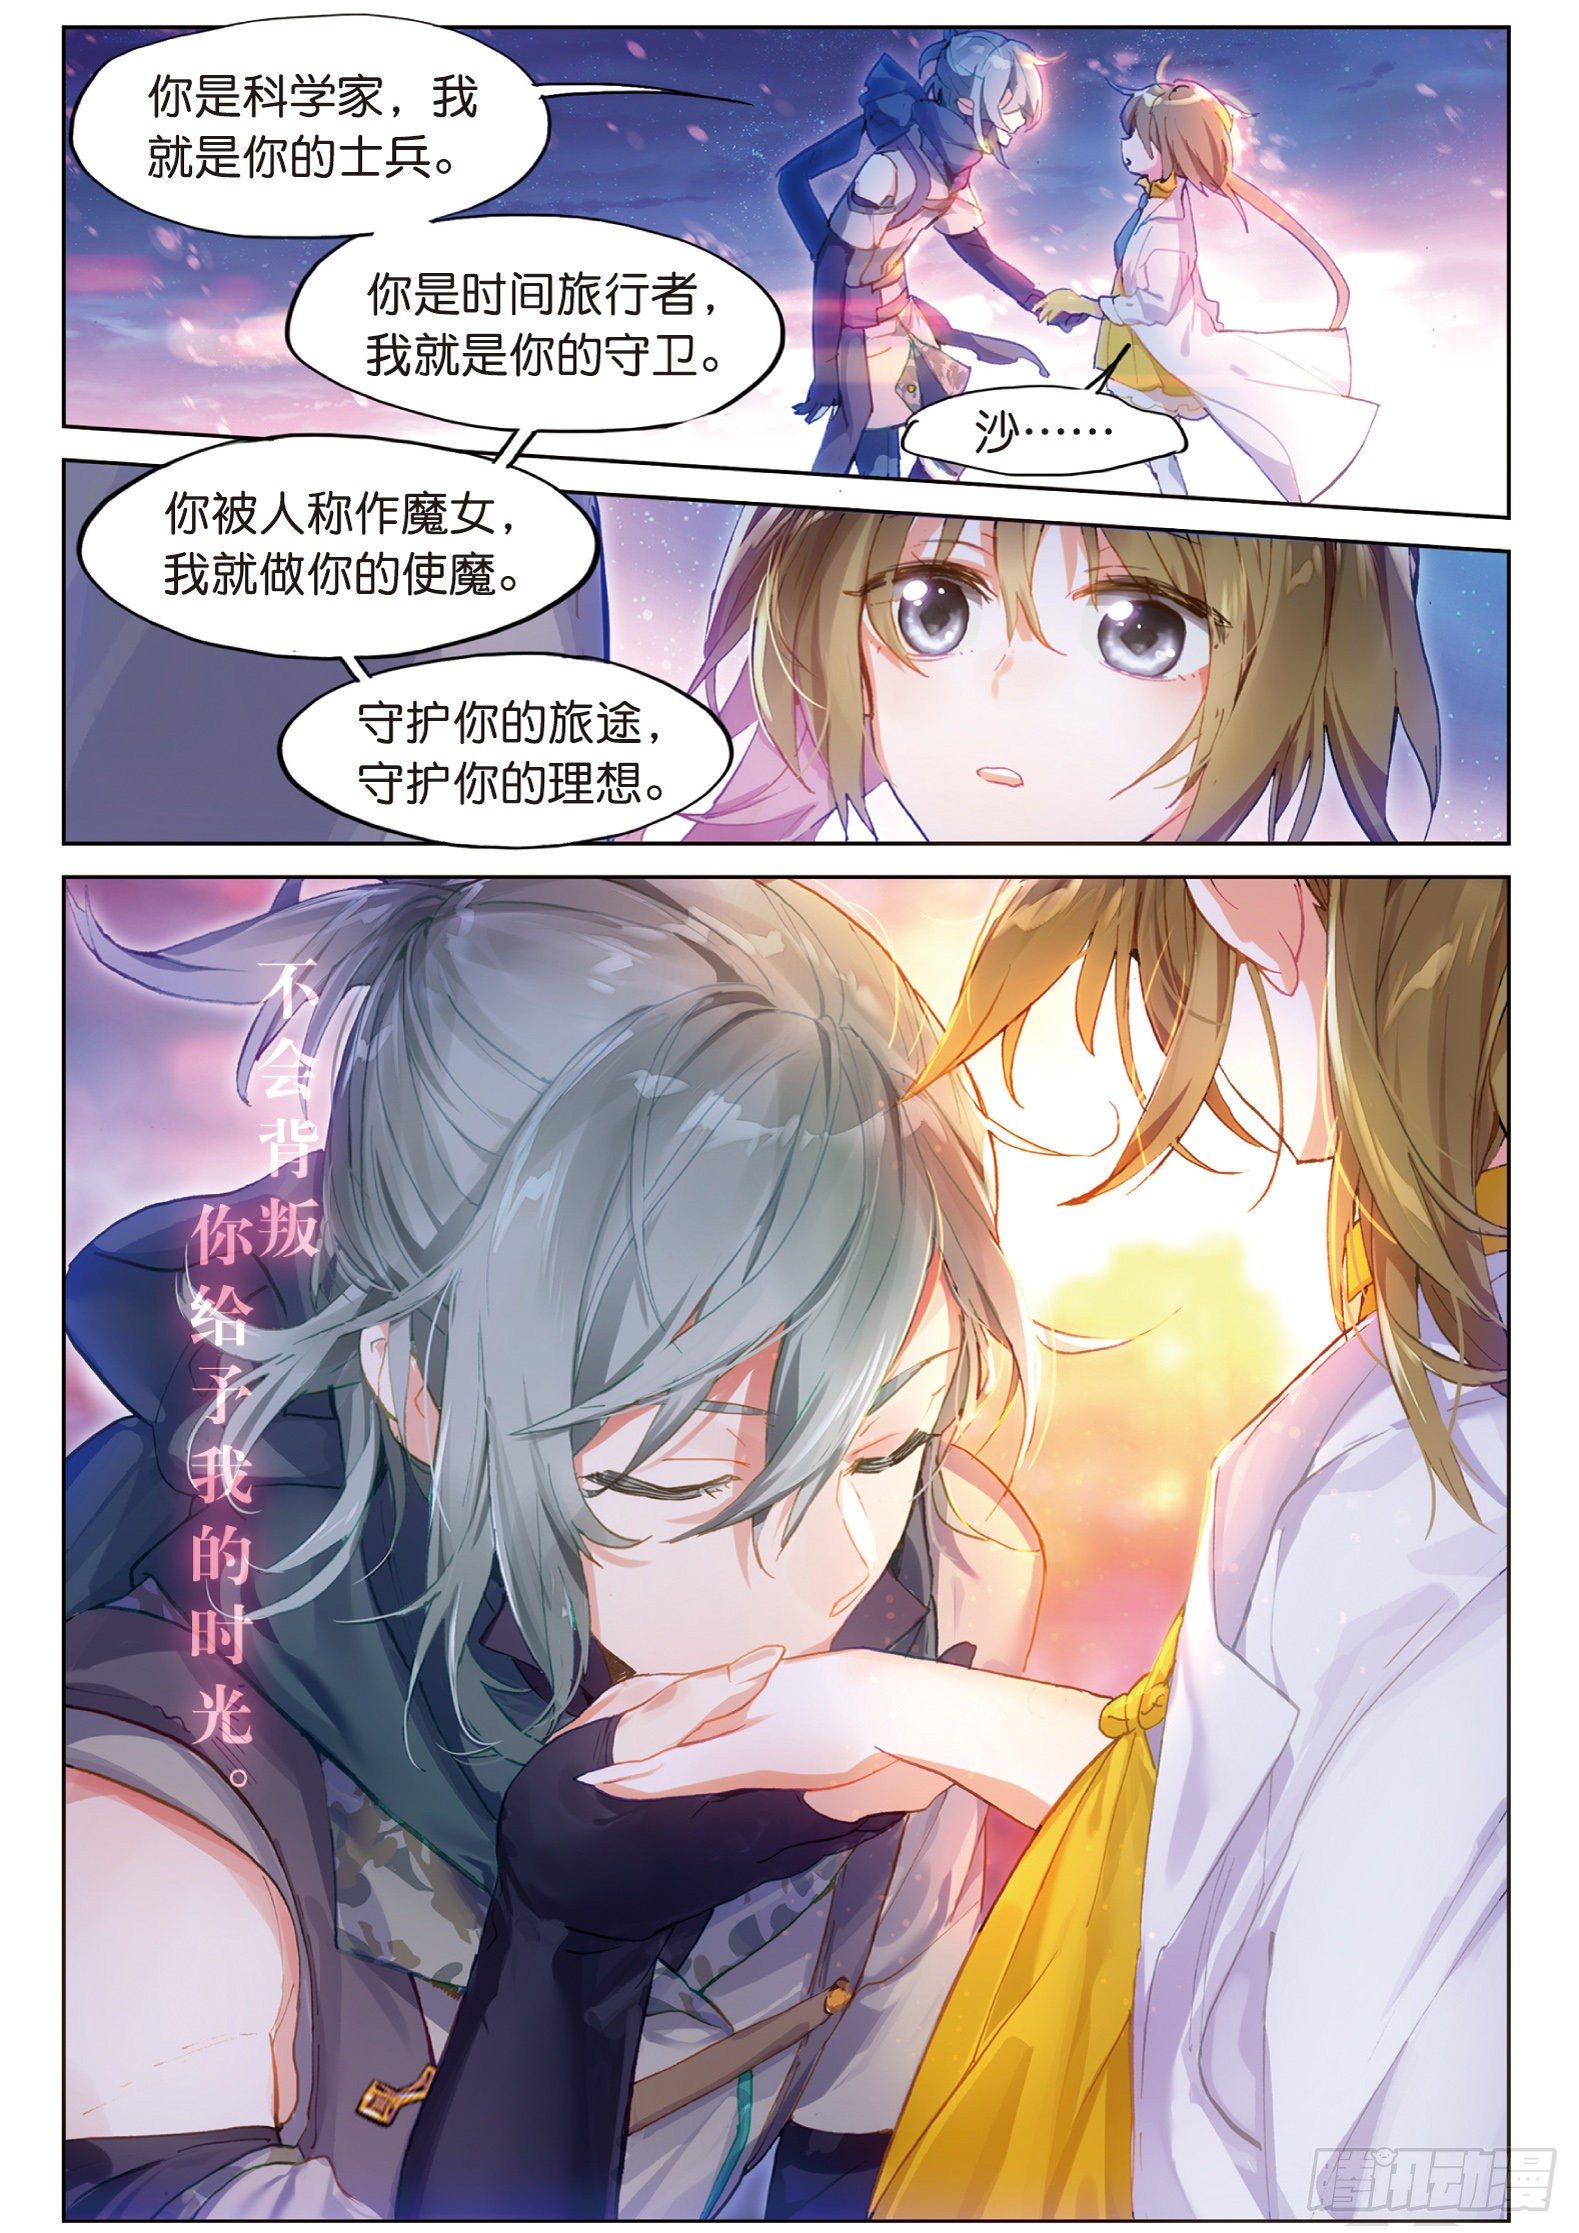 你是科学家，我
就是你的士兵。
你是时间旅行者，
我就是你的守卫。
沙……
你被人称作魔女，
我就做你的使魔。
守护你的旅途，
守护你的理想。
不会背叛
你给予我的时光。
腾讯动漫